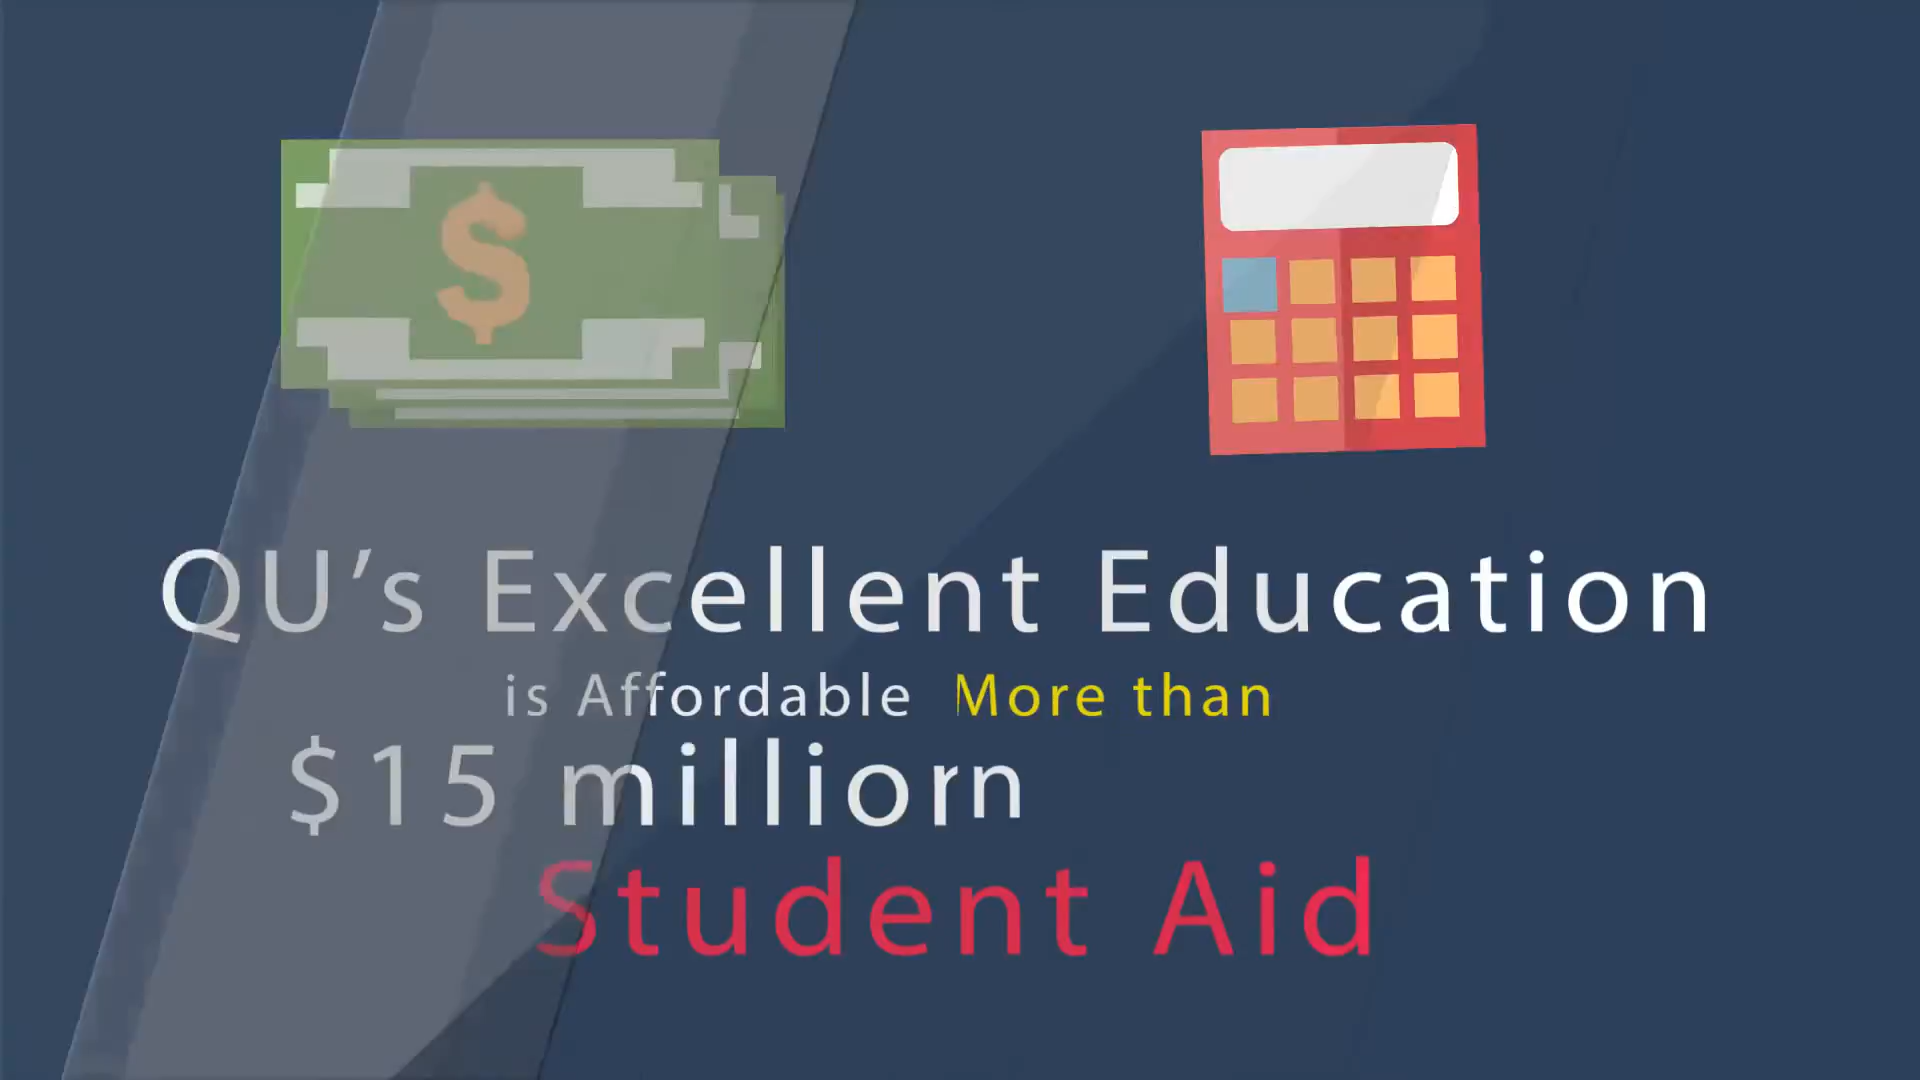 QU's Excellent Education
is Affordable More than
$15 milliorn
Student Aid